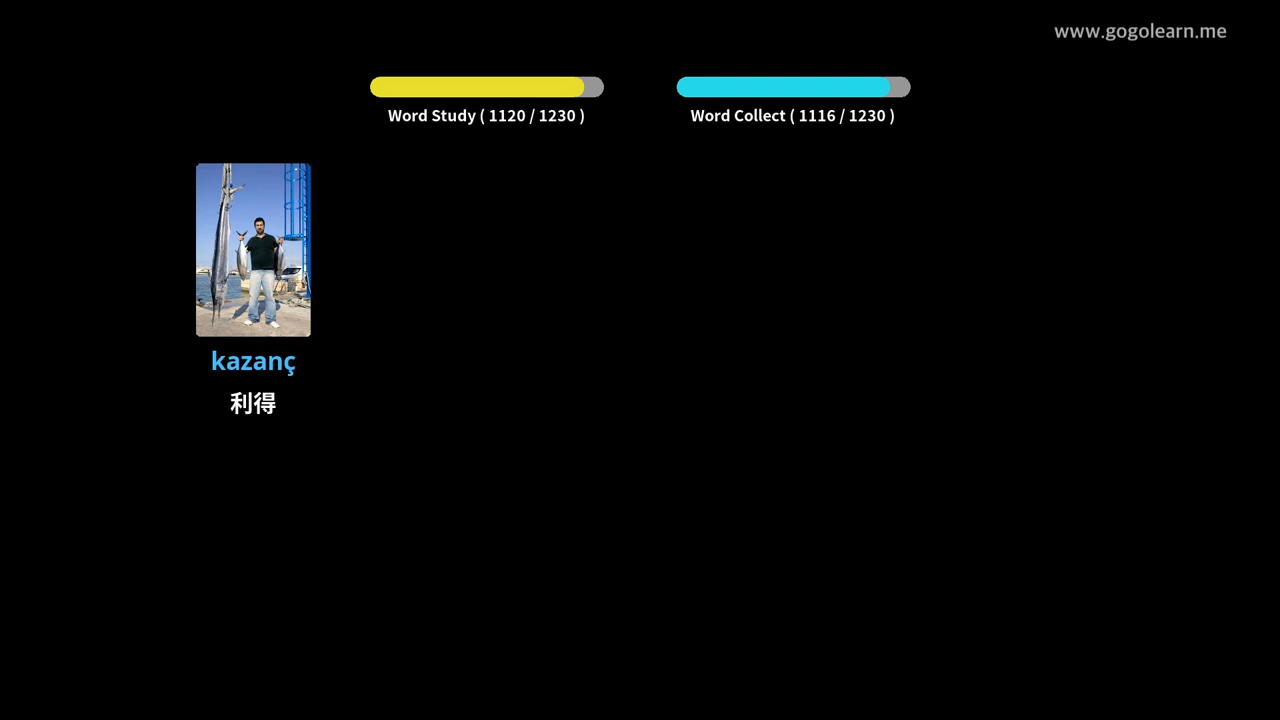 www.gogolearn.me
Word Study ( 1120 / 1230 )
Word Collect ( 1116 / 1230 )
kazanç
利得